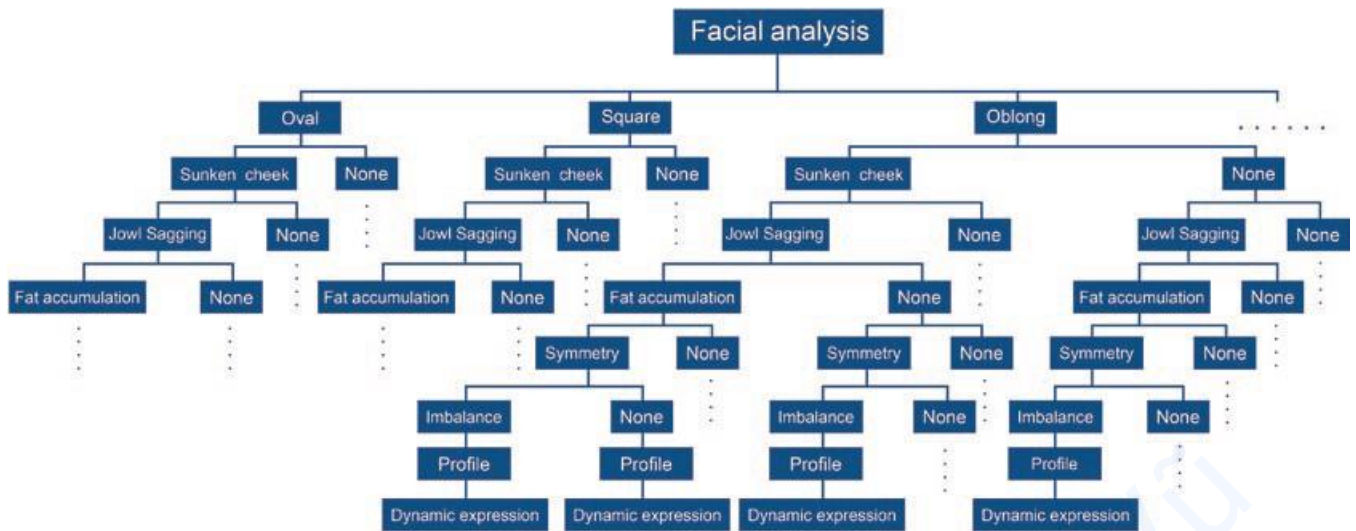 Facial analysis
Oval
Square
Oblong
Sunken cheek
None
Sunken cheek
None
Sunken cheek
None
Jowl Sagging
None
Jowl Sagging
None
Jowl Sagging
None
Jowl Sagging
None
Fat accumulation
None
Fat accumulation
None
Fat accumulation
None
Fat accumulation
None
Symmetry
None
Symmetry
None
Symmetry
None
Imbalance
None
Imbalance
None
Imbalance
None
Profile
Profile
Profile
Profile
Dynamic expression
Dynamic expression
Dynamic expression
Dynamic expression